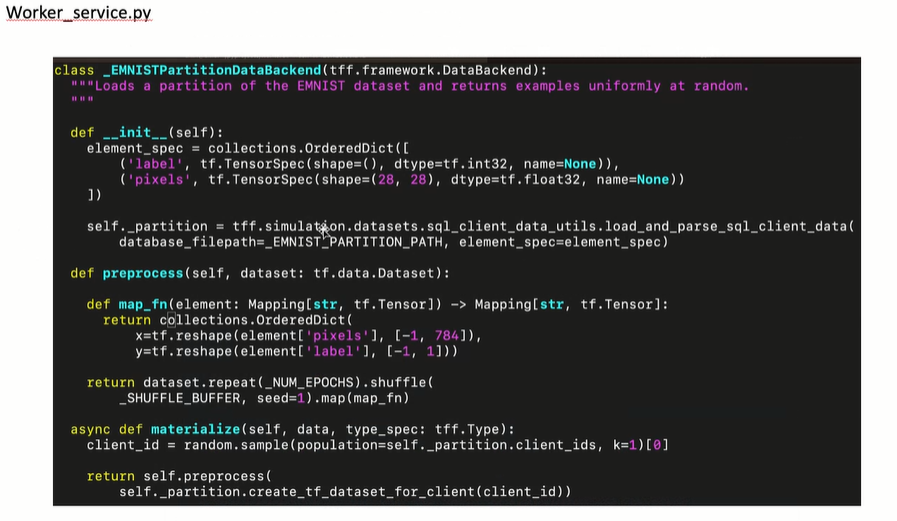 Worker_service.py
class _EMNISTPartitionDataBackend(tff.framework.DataBackend):
"""Loads a partition of the EMNIST dataset and returns examples uniformly at random.
"""
def __init__(self):
element_spec = collections.OrderedDict([
('label', tf.TensorSpec(shape=(), dtype=tf.int32, name=None)),
('pixels', tf.TensorSpec(shape=(28, 28), dtype=tf.float32, name=None))
])
self._partition = tff.simulation.datasets.sql_client_data_utils.load_and_parse_sql_client_data(
database_filepath=_EMNIST_PARTITION_PATH, element_spec=element_spec)
def preprocess(self, dataset: tf.data.Dataset):
def map_fn(element: Mapping[str, tf.Tensor]) -> Mapping[str, tf.Tensor]:
return collections.OrderedDict(
x=tf.reshape(element['pixels'], [-1, 784]),
y=tf.reshape(element['label'], [-1, 1]))
return dataset.repeat(_NUM_EPOCHS).shuffle(
_SHUFFLE_BUFFER, seed=1).map(map_fn)
async def materialize(self, data, type_spec: tff.Type):
client_id = random.sample(population=self._partition.client_ids, k=1)[0]
return self.preprocess(
self._partition.create_tf_dataset_for_client(client_id))